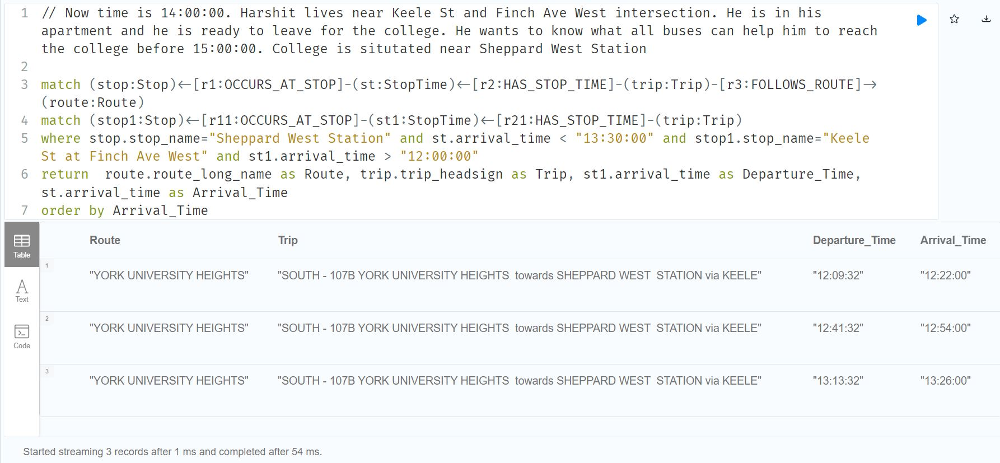 1 // Now time is 14:00:00. Harshit lives near Keele St and Finch Ave West intersection. He is in his
apartment and he is ready to leave for the college. He wants to know what all buses can help him to reach
the college before 15:00:00. College is situtated near Sheppard West Station
2
3 match (stop:Stop)<-[r1:OCCURS_AT_STOP]-(st:StopTime)<-[r2:HAS_STOP_TIME]-(trip:Trip)-[r3:FOLLOWS_ROUTE]->
(route:Route)
4 match (stop1:Stop)<-[r11:OCCURS_AT_STOP]-(st1:StopTime)<-[r21:HAS_STOP_TIME]-(trip:Trip)
5 where stop.stop_name="Sheppard West Station" and st.arrival_time < "13:30:00" and stop1.stop_name="Keele
St at Finch Ave West" and st1.arrival_time > "12:00:00"
6 return  route.route_long_name as Route, trip.trip_headsign as Trip, st1.arrival_time as Departure_Time,
st.arrival_time as Arrival_Time
7 order by Arrival_Time
Table
Text
Code
Route Trip Departure_Time Arrival_Time
1
"YORK UNIVERSITY HEIGHTS" "SOUTH - 107B YORK UNIVERSITY HEIGHTS  towards SHEPPARD WEST  STATION via KEELE" "12:09:32" "12:22:00"
2
"YORK UNIVERSITY HEIGHTS" "SOUTH - 107B YORK UNIVERSITY HEIGHTS  towards SHEPPARD WEST  STATION via KEELE" "12:41:32" "12:54:00"
3
"YORK UNIVERSITY HEIGHTS" "SOUTH - 107B YORK UNIVERSITY HEIGHTS  towards SHEPPARD WEST  STATION via KEELE" "13:13:32" "13:26:00"
Started streaming 3 records after 1 ms and completed after 54 ms.